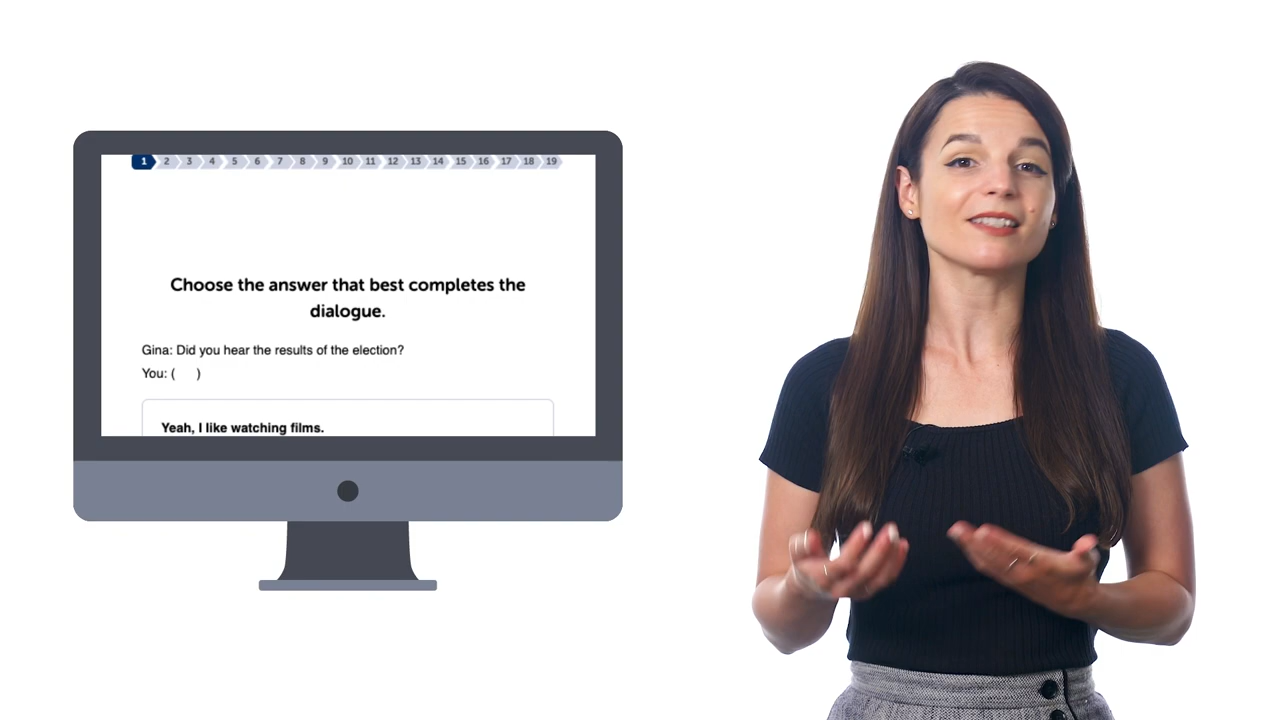 1 2 3 4 5 6 7 8 9 10 11 12 13 14 15 16 17 18 19
Choose the answer that best completes the
dialogue.
Gina: Did you hear the results of the election?
You: ( )
Yeah, I like watching films.